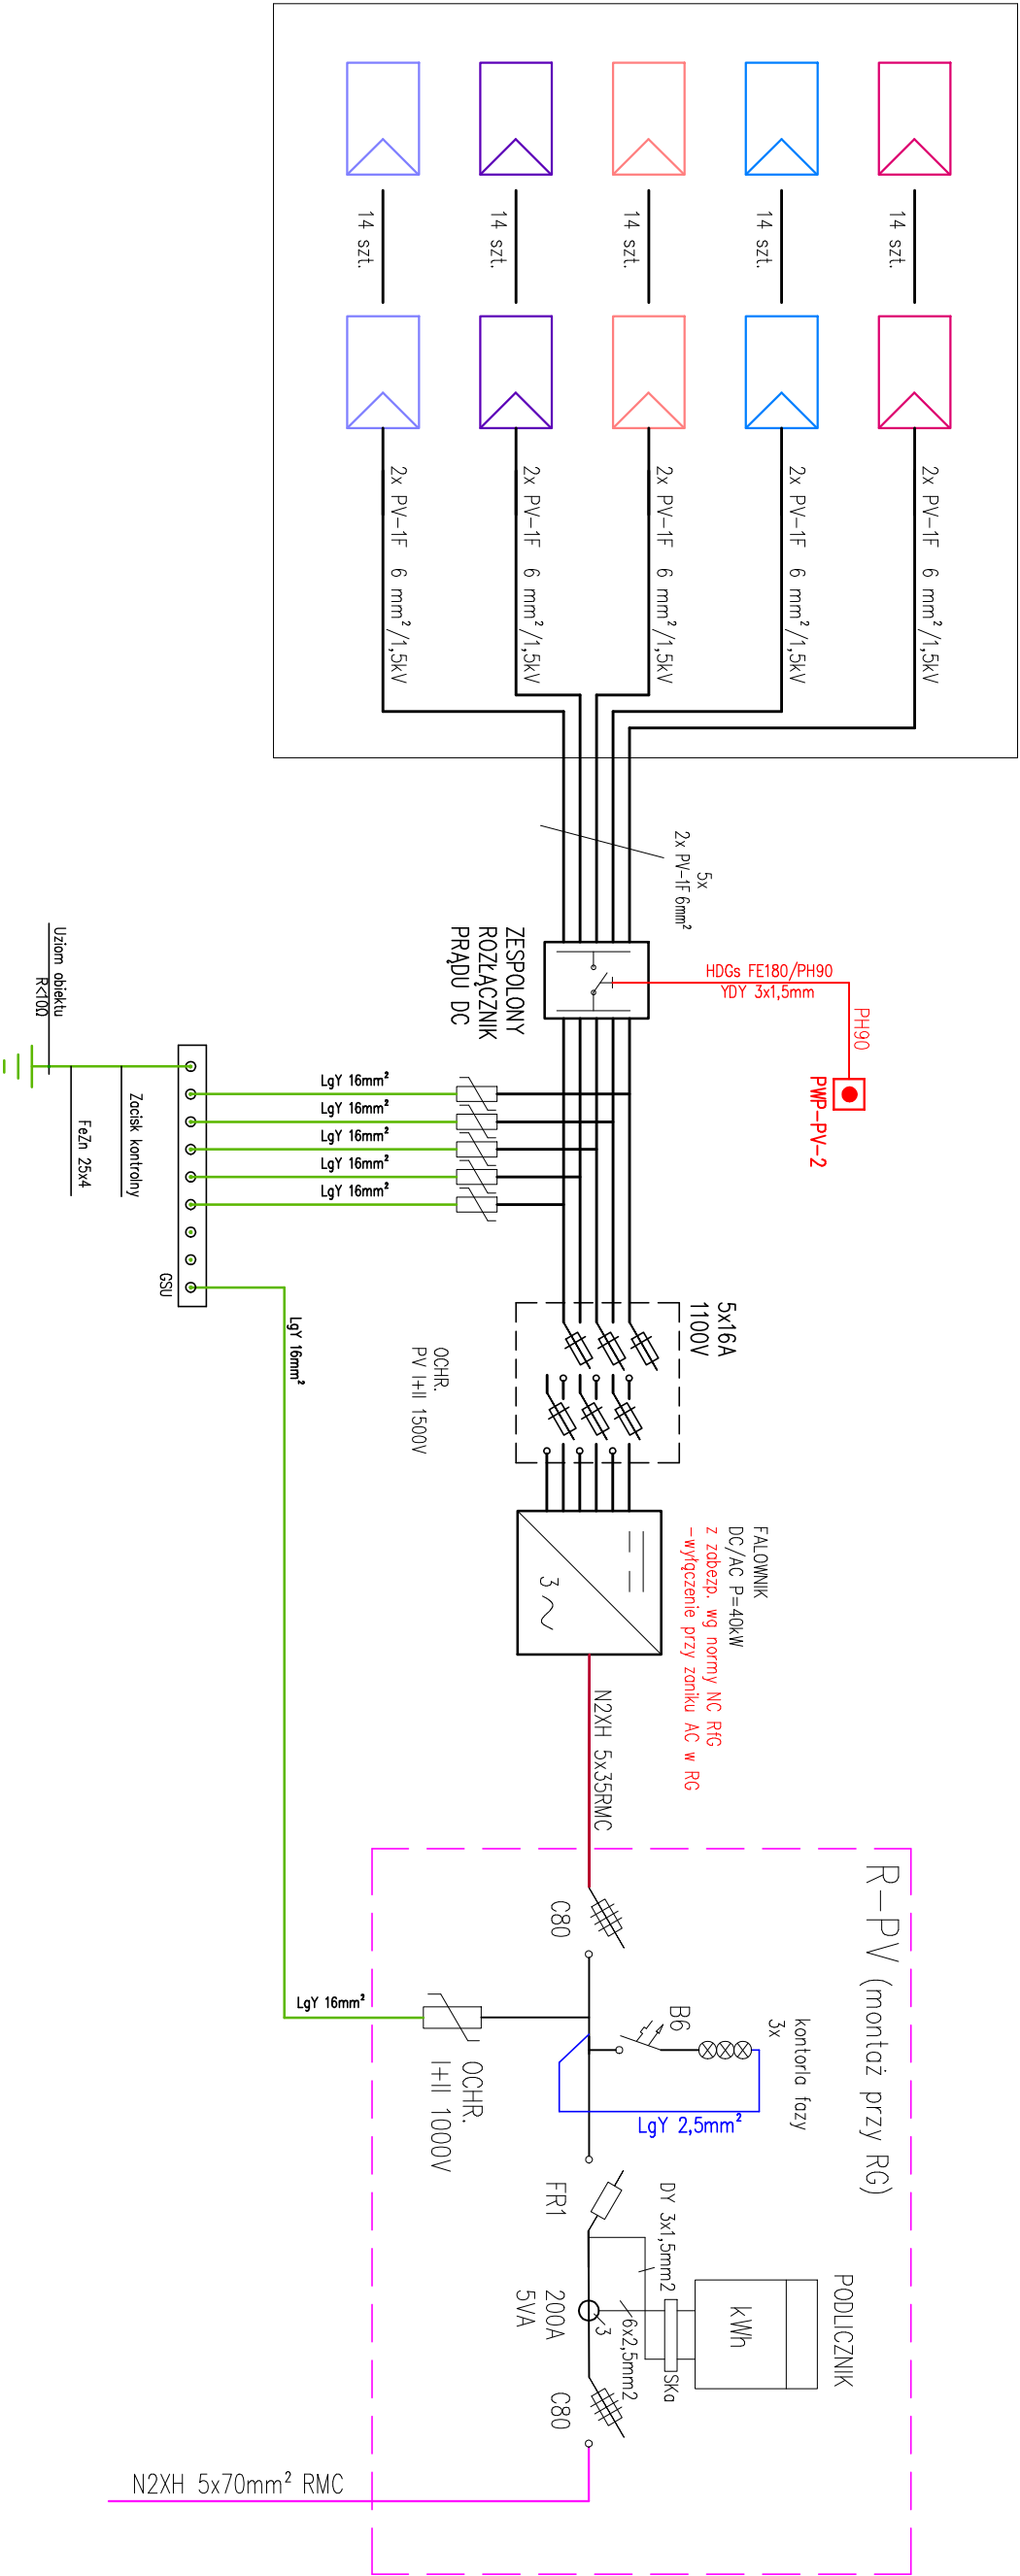 14 szt.
14 szt.
14 szt.
14 szt.
14 szt.
2x PV-1F 6 mm²/1,5kV
2x PV-1F 6 mm²/1,5kV
2x PV-1F 6 mm²/1,5kV
2x PV-1F 6 mm²/1,5kV
2x PV-1F 6 mm²/1,5kV
5x
2x PV-1F 6mm²
ZESPOLONY
ROZŁĄCZNIK
PRĄDU DC
HDGs FE180/PH90
YDY 3x1,5mm
PH90
PWP-PV-2
Uziom obiektu
R<10Ω
Zacisk kontrolny
FeZn 25x4
LgY 16mm²
LgY 16mm²
LgY 16mm²
LgY 16mm²
LgY 16mm²
GSU
LgY 16mm²
5x16A
1100V
OCHR.
PV I+II 1500V
FALOWNIK
DC/AC P=40kW
z zabezp. wg normy NC RfG
-wyłączenie przy zaniku AC w RG
3
N2XH 5x35RMC
R-PV (montaż przy RG)
C80
LgY 16mm²
OCHR.
I+II 1000V
B6
kontorla fazy
3x
LgY 2,5mm²
FR1
DY 3x1,5mm2
200A
5VA
3
6x2,5mm2
SKa
kWh
PODLICZNIK
C80
N2XH 5x70mm² RMC